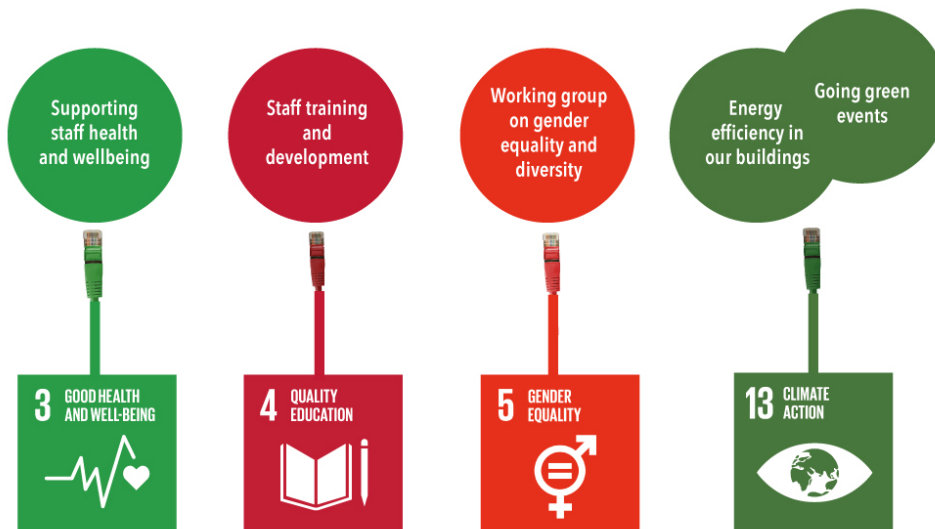 Supporting
staff health
and wellbeing
Staff training
and
development
Working group
on gender
equality and
diversity
Energy
efficiency in
our buildings
Going green
events
3 GOOD HEALTH
AND WELL-BEING
4 QUALITY
EDUCATION
5 GENDER
EQUALITY
13 CLIMATE
ACTION